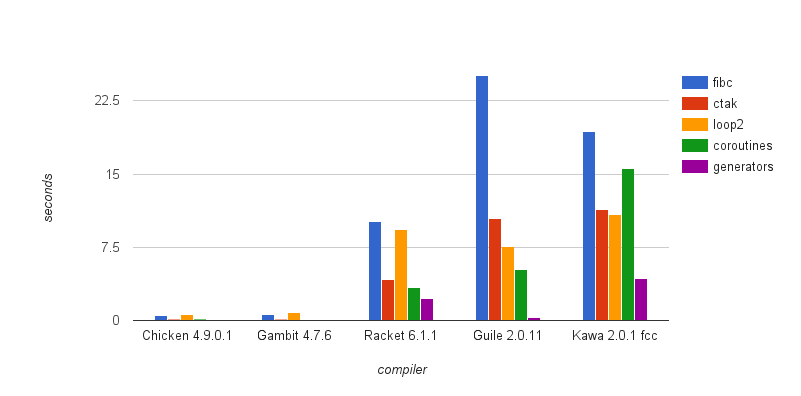 22.5
15
7.5
0
seconds
Chicken 4.9.0.1
Gambit 4.7.6
Racket 6.1.1
Guile 2.0.11
Kawa 2.0.1 fcc
compiler
fibc
ctak
loop2
coroutines
generators